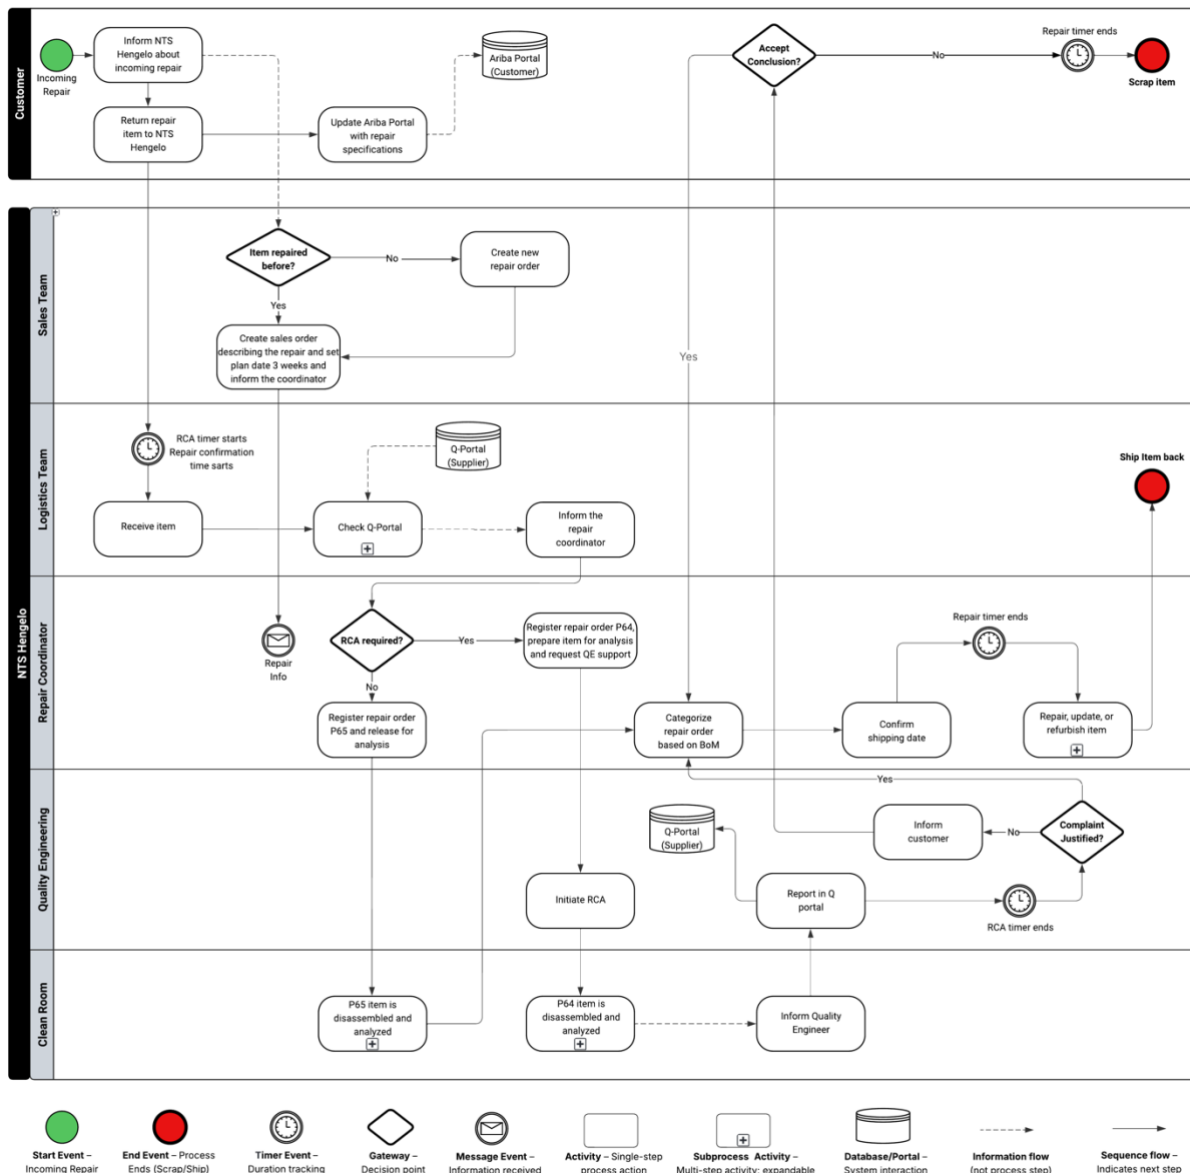 Customer
Incoming
Repair
Inform NTS
Hengelo about
incoming repair
Return repair
item to NTS
Hengelo
Update Ariba Portal
with repair
specifications
Ariba Portal
(Customer)
Accept
Conclusion?
No
Repair timer ends
Scrap item
NTS Hengelo
Sales Team
Item repaired
before?
No
Create new
repair order
Yes
Create sales order
describing the repair and set
plan date 3 weeks and
inform the coordinator
Yes
Logistics Team
RCA timer starts
Repair confirmation
time sarts
Q-Portal
(Supplier)
Receive item
Check Q-Portal
Inform the
repair
coordinator
Ship Item back
Repair Coordinator
Repair
Info
RCA required?
Yes
Register repair order P64,
prepare item for analysis
and request QE support
No
Register repair order
P65 and release for
analysis
Categorize
repair order
based on BoM
Confirm
shipping date
Repair timer ends
Repair, update, or
refurbish item
Quality Engineering
Yes
Q-Portal
(Supplier)
Inform
customer
No
Complaint
Justified?
Initiate RCA
Report in Q
portal
RCA timer ends
Clean Room
P65 item is
disassembled and
analyzed
P64 item is
disassembled and
analyzed
Inform Quality
Engineer
Start Event –
Incoming Repair
End Event – Process
Ends (Scrap/Ship)
Timer Event –
Duration tracking
Gateway –
Decision point
Message Event –
Information received
Activity – Single-step
process action
Subprocess Activity –
Multi-step activity; expandable
Database/Portal –
System interaction
Information flow
(not process step)
Sequence flow –
Indicates next step